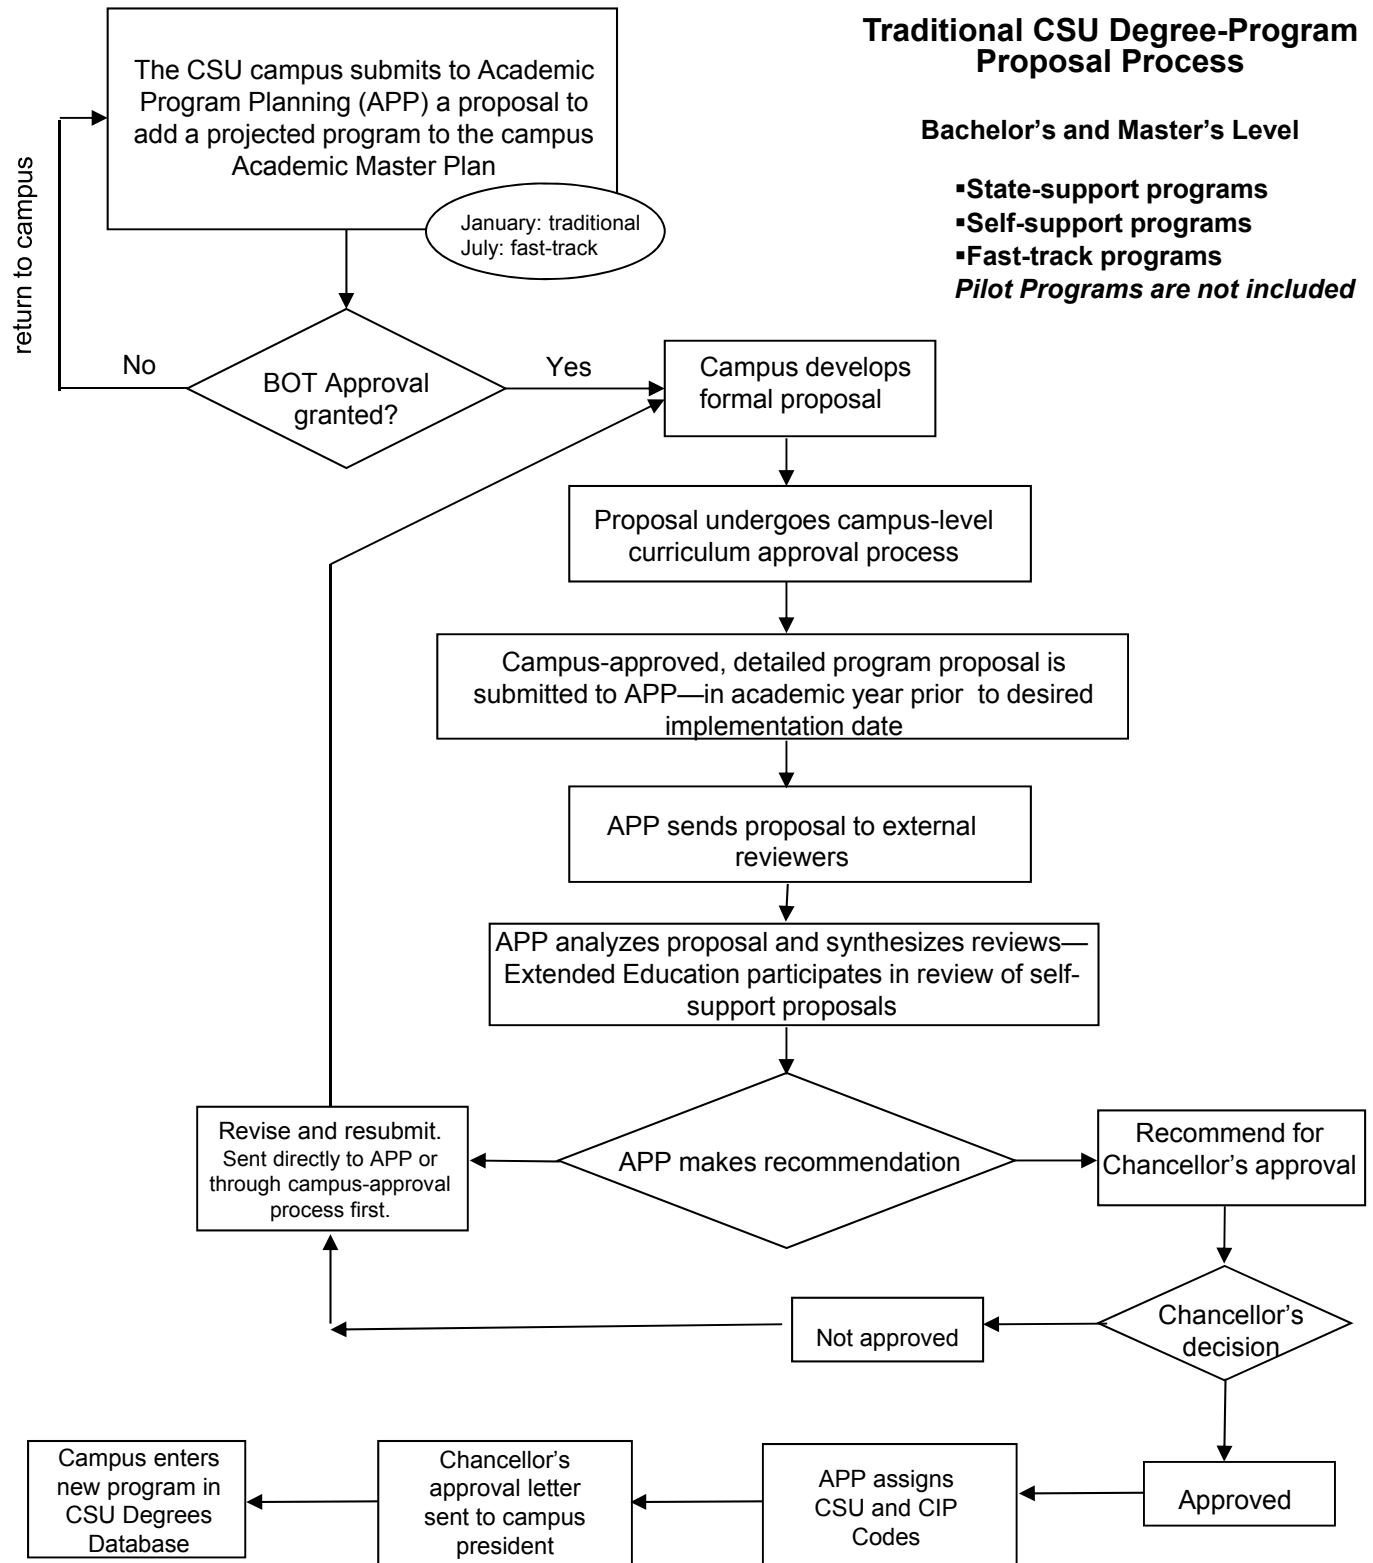 Traditional CSU Degree-Program
Proposal Process
Bachelor’s and Master’s Level
▪State-support programs
▪Self-support programs
▪Fast-track programs
Pilot Programs are not included
The CSU campus submits to Academic
Program Planning (APP) a proposal to
add a projected program to the campus
Academic Master Plan
January: traditional
July: fast-track
return to campus
No
BOT Approval
granted?
Yes
Campus develops
formal proposal
Proposal undergoes campus-level
curriculum approval process
Campus-approved, detailed program proposal is
submitted to APP—in academic year prior to desired
implementation date
APP sends proposal to external
reviewers
APP analyzes proposal and synthesizes reviews—
Extended Education participates in review of self-
support proposals
APP makes recommendation
Revise and resubmit.
Sent directly to APP or
through campus-approval
process first.
Recommend for
Chancellor’s approval
Chancellor’s
decision
Not approved
Approved
APP assigns
CSU and CIP
Codes
Chancellor’s
approval letter
sent to campus
president
Campus enters
new program in
CSU Degrees
Database